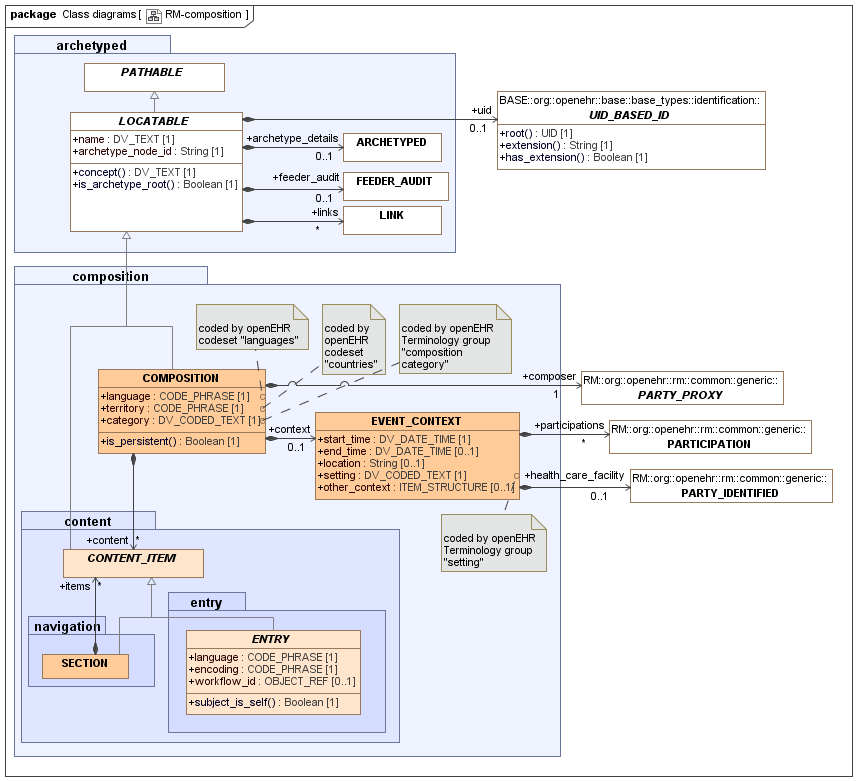 package Class diagrams [ RM-composition ]
archetyped
PATHABLE
LOCATABLE
+name : DV_TEXT [1]
+archetype_node_id : String [1]
+concept() : DV_TEXT [1]
+is_archetype_root() : Boolean [1]
+uid
0..1
BASE::org::openehr::base::base_types::identification::
UID_BASED_ID
+root() : UID [1]
+extension() : String [1]
+has_extension() : Boolean [1]
+archetype_details
0..1
ARCHETYPED
+feeder_audit
0..1
FEEDER_AUDIT
+links
*
LINK
composition
coded by openEHR
codeset "languages"
coded by
openEHR
codeset
"countries"
coded by openEHR
Terminology group
"composition
category"
COMPOSITION
+language : CODE_PHRASE [1]
+territory : CODE_PHRASE [1]
+category : DV_CODED_TEXT [1]
+is_persistent() : Boolean [1]
+composer
1
RM::org::openehr::rm::common::generic::
PARTY_PROXY
+context
0..1
EVENT_CONTEXT
+start_time : DV_DATE_TIME [1]
+end_time : DV_DATE_TIME [0..1]
+location : String [0..1]
+setting : DV_CODED_TEXT [1]
+other_context : ITEM_STRUCTURE [0..1]
+participations
*
RM::org::openehr::rm::common::generic::
PARTICIPATION
+health_care_facility
0..1
RM::org::openehr::rm::common::generic::
PARTY_IDENTIFIED
coded by openEHR
Terminology group
"setting"
content
+content
*
CONTENT_ITEM
+items
*
navigation
SECTION
entry
ENTRY
+language : CODE_PHRASE [1]
+encoding : CODE_PHRASE [1]
+workflow_id : OBJECT_REF [0..1]
+subject_is_self() : Boolean [1]